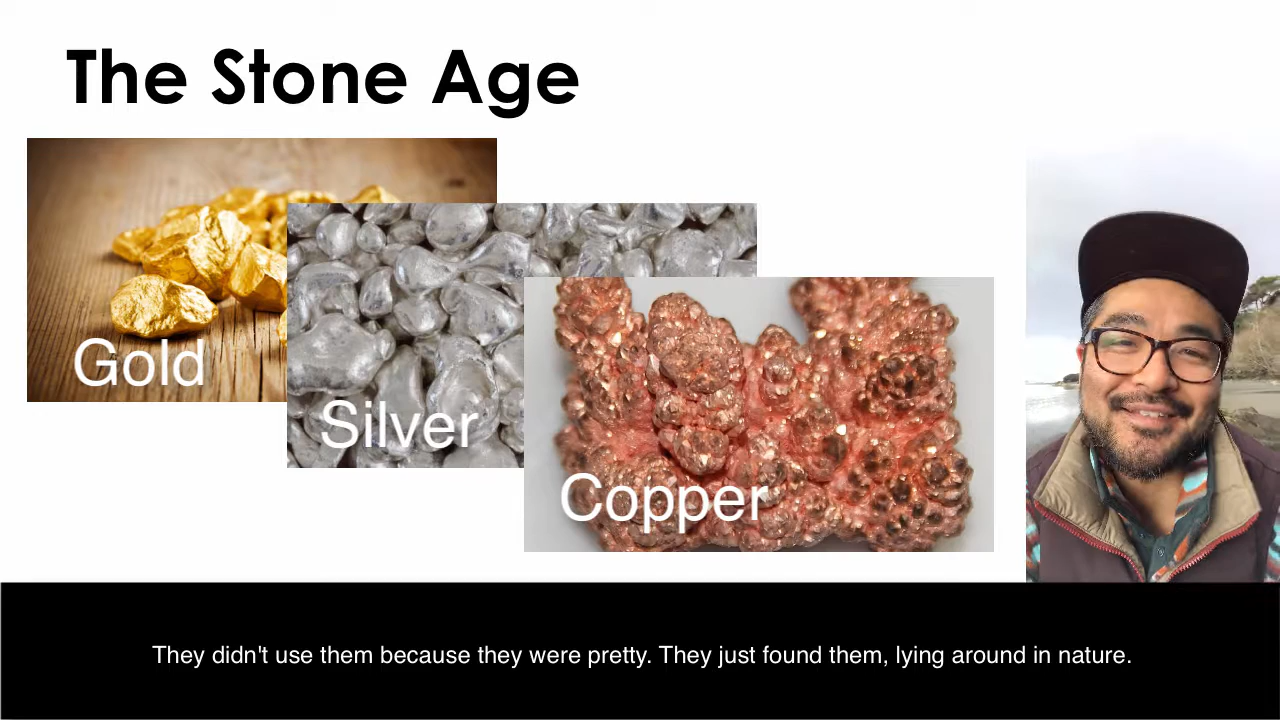 The Stone Age
Gold
Silver
Copper
They didn't use them because they were pretty. They just found them, lying around in nature.